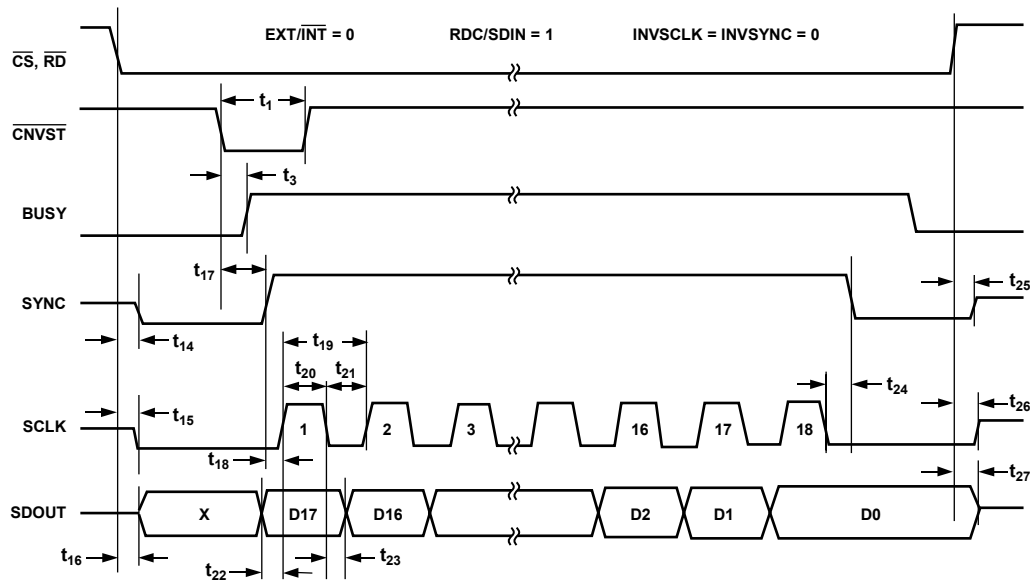 EXT/INT = 0 RDC/SDIN = 1 INVSCLK = INVSYNC = 0
CS, RD
t1
CNVST
t3
BUSY
t17
SYNC
t25
t14
t19
t20 t21
t24
t15
t26
SCLK
1 2 3 16 17 18
t18
t27
SDOUT
X D17 D16 D2 D1 D0
t16
t22
t23